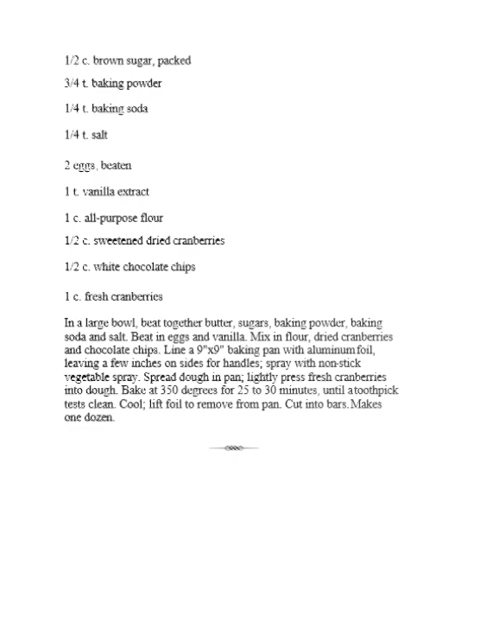 1/2 c. brown sugar, packed
3/4 t. baking powder
1/4 t. baking soda
1/4 t. salt
2 eggs, beaten
1 t. vanilla extract
1 c. all-purpose flour
1/2 c. sweetened dried cranberries
1/2 c. white chocolate chips
1 c. fresh cranberries
In a large bowl, beat together butter, sugars, baking powder, baking
soda and salt. Beat in eggs and vanilla. Mix in flour, dried cranberries
and chocolate chips. Line a 9"x9" baking pan with aluminum foil,
leaving a few inches on sides for handles; spray with non-stick
vegetable spray. Spread dough in pan; lightly press fresh cranberries
into dough. Bake at 350 degrees for 25 to 30 minutes, until a toothpick
tests clean. Cool; lift foil to remove from pan. Cut into bars. Makes
one dozen.